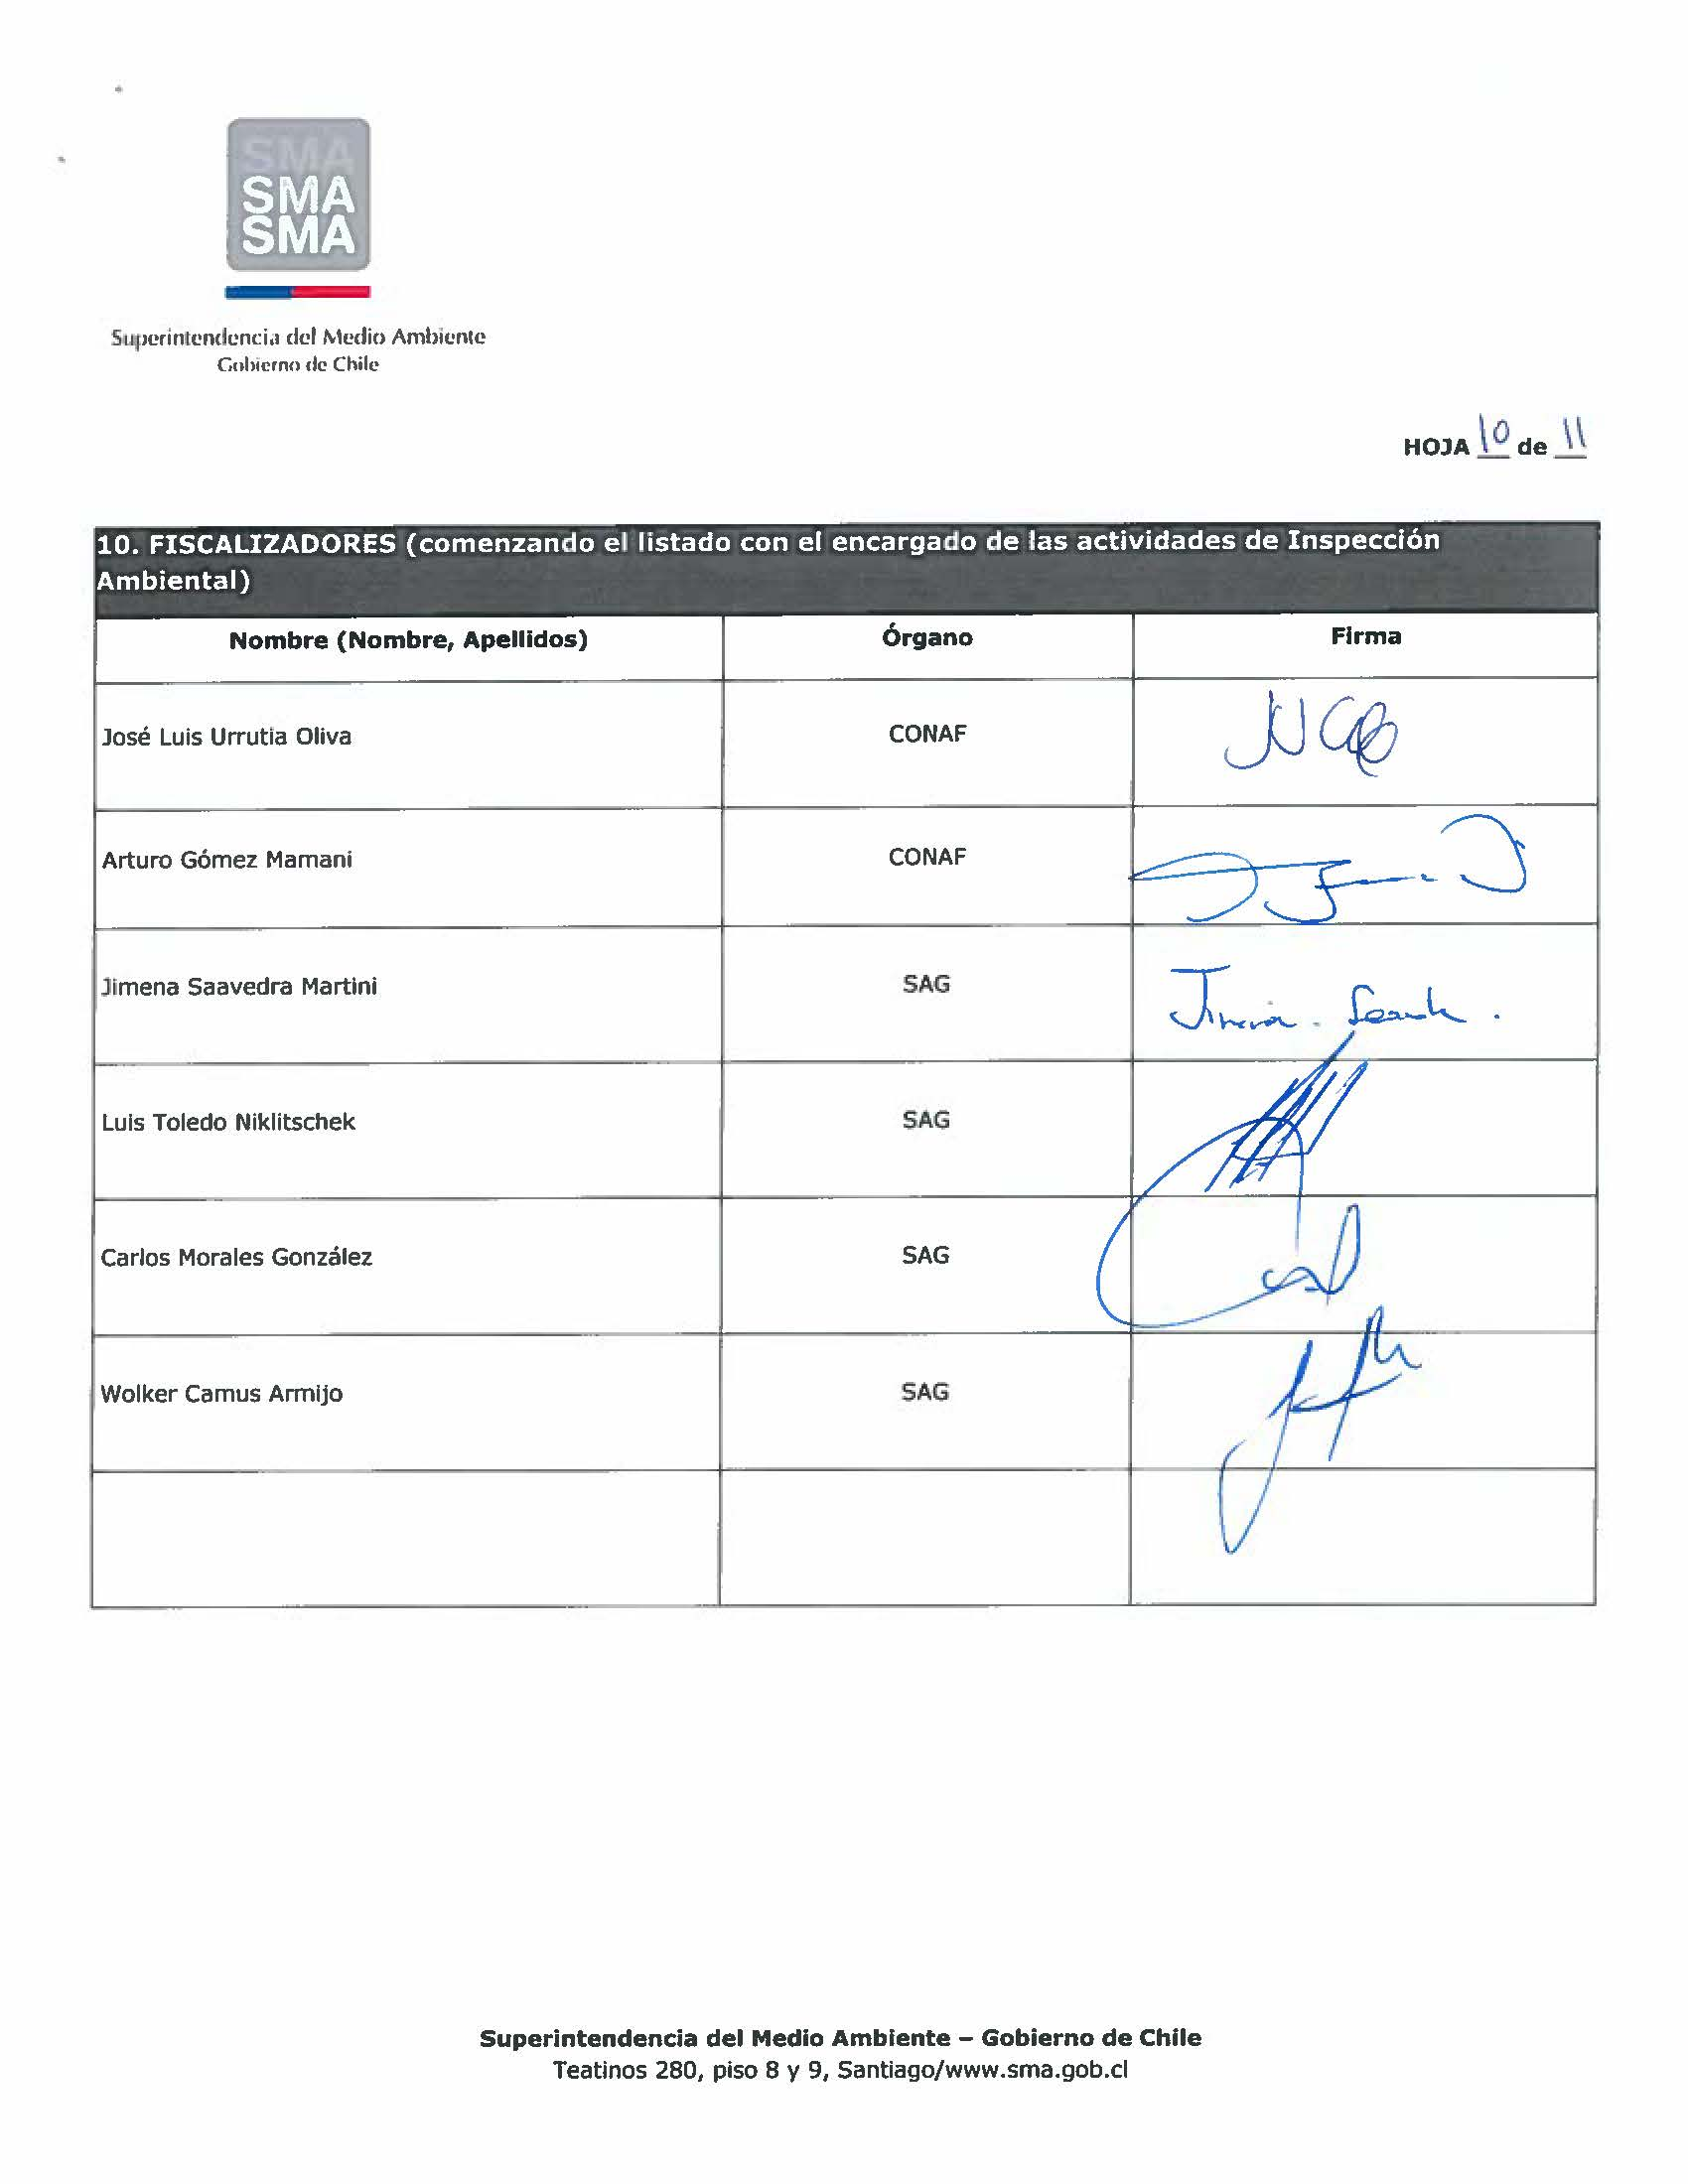 SMA
SMA
SMA
Superintendencia del Medio Ambiente
Gobierno de Chile
HOJA 10 de 11
10. FISCALIZADORES (comenzando el listado con el encargado de las actividades de Inspección
Ambiental)
Nombre (Nombre, Apellidos) Órgano Firma
José Luis Urrutia Oliva CONAF
Arturo Gómez Mamani CONAF
Jimena Saavedra Martini SAG
Luis Toledo Niklitschek SAG
Carlos Morales González SAG
Wolker Camus Armijo SAG
Superintendencia del Medio Ambiente – Gobierno de Chile
Teatinos 280, piso 8 y 9, Santiago/www.sma.gob.cl